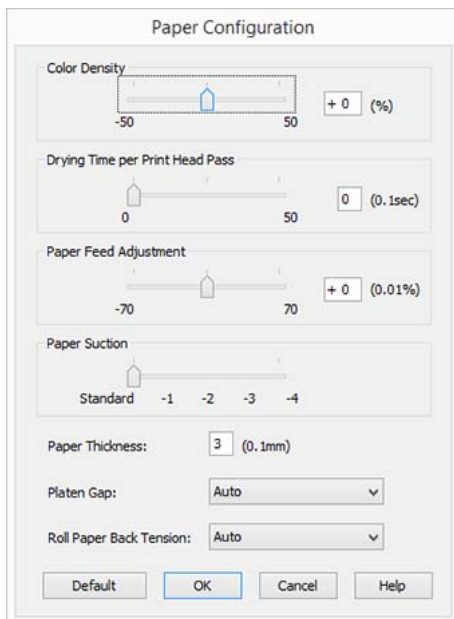 Paper Configuration
Color Density
-50 50 + 0 (%)
Drying Time per Print Head Pass
0 50 0 (0.1sec)
Paper Feed Adjustment
-70 70 + 0 (0.01%)
Paper Suction
Standard -1 -2 -3 -4
Paper Thickness: 3 (0.1mm)
Platen Gap: Auto
Roll Paper Back Tension: Auto
Default OK Cancel Help